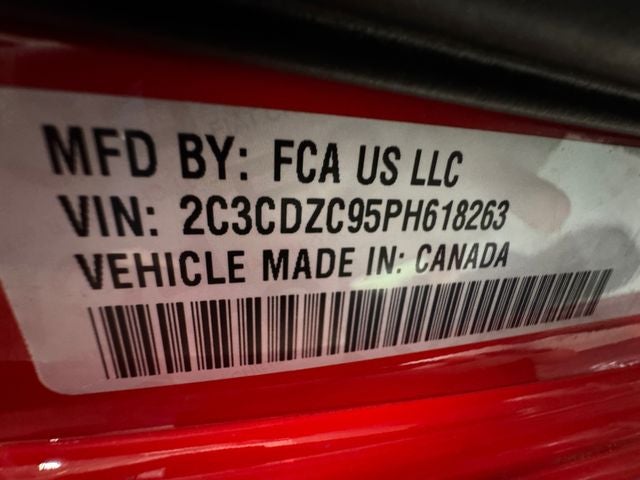 MFD BY: FCA US LLC
VIN: 2C3CDZC95PH618263
VEHICLE MADE IN: CANADA